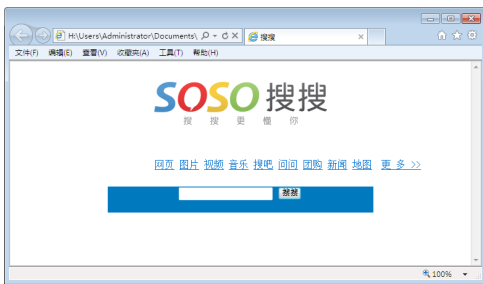 H:\Users\Administrator\Documents\
搜搜
文件(F) 编辑(E) 查看(V) 收藏夹(A) 工具(T) 帮助(H)
SOSO 搜搜
搜 搜 更 懂 你
网页 图片 视频 音乐 搜吧 问问 团购 新闻 地图 更 多 >>
搜搜
100%